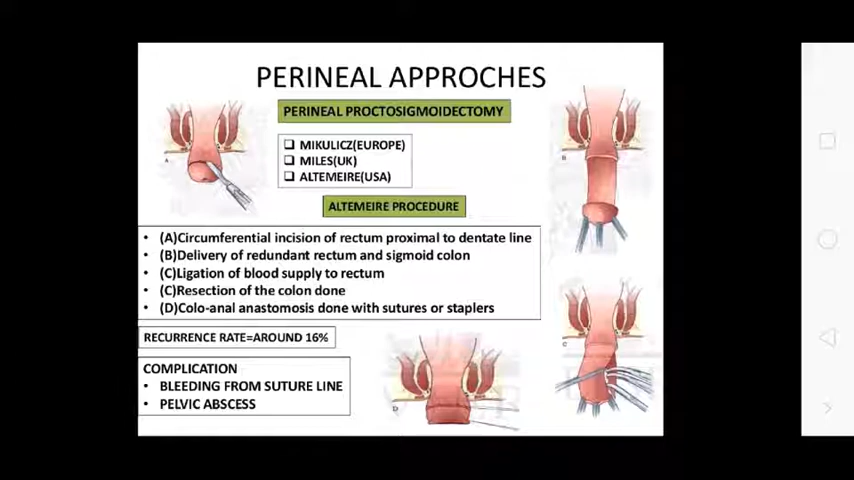 PERINEAL APPROCHES
PERINEAL PROCTOSIGMOIDECTOMY
MIKULICZ(EUROPE)
MILES(UK)
ALTEMEIRE(USA)
A
B
ALTEMEIRE PROCEDURE
• (A)Circumferential incision of rectum proximal to dentate line
• (B)Delivery of redundant rectum and sigmoid colon
• (C)Ligation of blood supply to rectum
• (C)Resection of the colon done
• (D)Colo-anal anastomosis done with sutures or staplers
RECURRENCE RATE=AROUND 16%
C
COMPLICATION
• BLEEDING FROM SUTURE LINE
• PELVIC ABSCESS
D